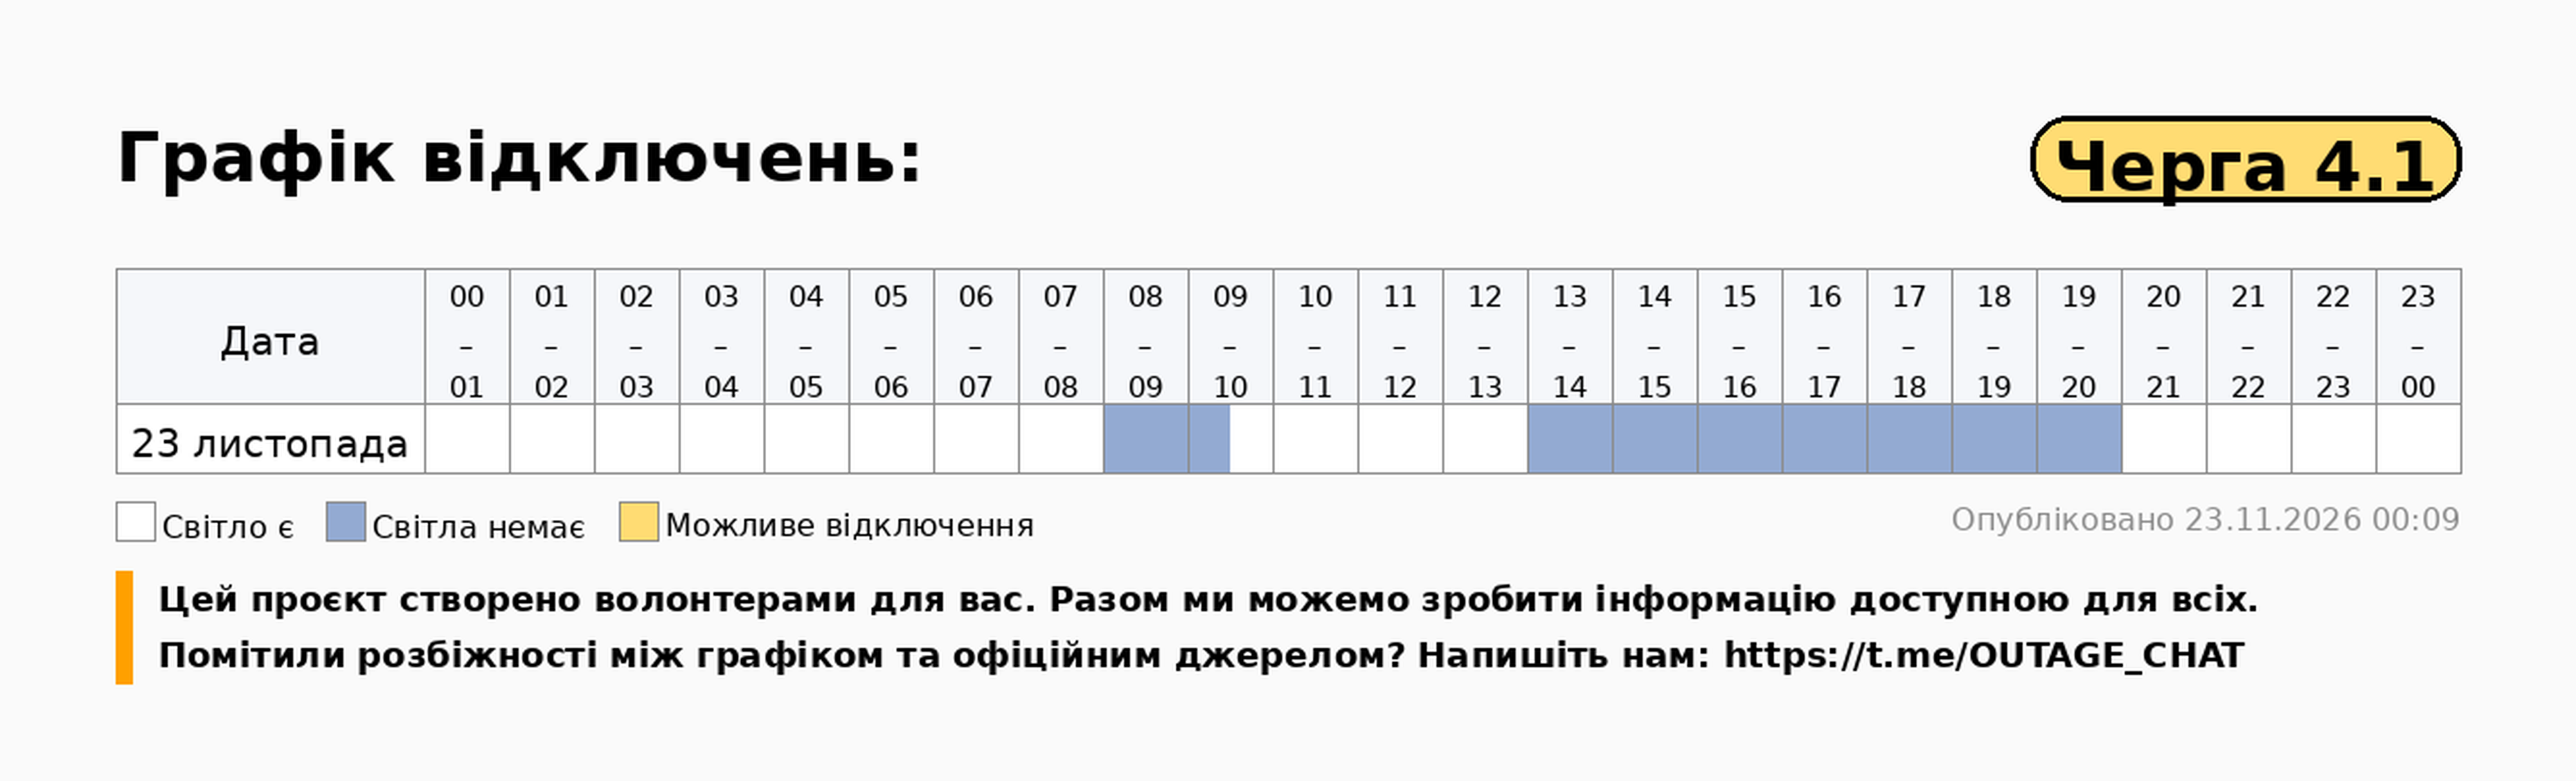 Графік відключень:
Черга 4.1
Дата
00 – 01
01 – 02
02 – 03
03 – 04
04 – 05
05 – 06
06 – 07
07 – 08
08 – 09
09 – 10
10 – 11
11 – 12
12 – 13
13 – 14
14 – 15
15 – 16
16 – 17
17 – 18
18 – 19
19 – 20
20 – 21
21 – 22
22 – 23
23 – 00
23 листопада
Світло є
Світла немає
Можливе відключення
Опубліковано 23.11.2026 00:09
Цей проєкт створено волонтерами для вас. Разом ми можемо зробити інформацію доступною для всіх.
Помітили розбіжності між графіком та офіційним джерелом? Напишіть нам: https://t.me/OUTAGE_CHAT